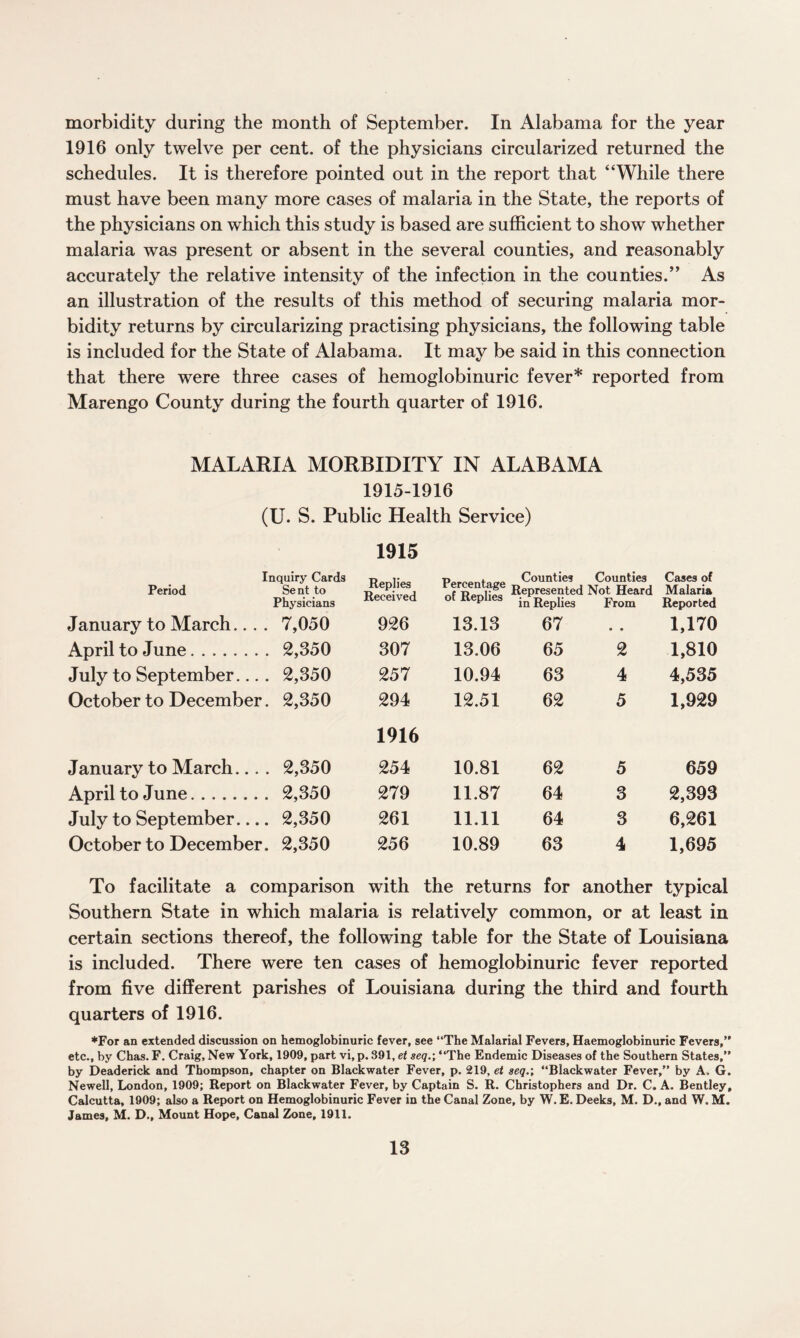 morbidity during the month of September. In Alabama for the year
1916 only twelve per cent. of the physicians circularized returned the
schedules. It is therefore pointed out in the report that “While there
must have been many more cases of malaria in the State, the reports of
the physicians on which this study is based are sufficient to show whether
malaria was present or absent in the several counties, and reasonably
accurately the relative intensity of the infection in the counties.” As
an illustration of the results of this method of securing malaria mor-
bidity returns by circularizing practising physicians, the following table
is included for the State of Alabama. It may be said in this connection
that there were three cases of hemoglobinuric fever* reported from
Marengo County during the fourth quarter of 1916.
MALARIA MORBIDITY IN ALABAMA
1915-1916
(U. S. Public Health Service)
1915
Period Inquiry Cards Sent to Physicians Replies Received Percentage of Replies Counties Represented in Replies Counties Not Heard From Cases of Malaria Reported
January to March.... 7,050 926 13.13 67 .. 1,170
April to June........ 2,350 307 13.06 65 2 1,810
July to September.... 2,350 257 10.94 63 4 4,535
October to December. 2,350 294 12.51 62 5 1,929
1916
January to March.... 2,350 254 10.81 62 5 659
April to June........ 2,350 279 11.87 64 3 2,393
July to September.... 2,350 261 11.11 64 3 6,261
October to December. 2,350 256 10.89 63 4 1,695
To facilitate a comparison with the returns for another typical
Southern State in which malaria is relatively common, or at least in
certain sections thereof, the following table for the State of Louisiana
is included. There were ten cases of hemoglobinuric fever reported
from five different parishes of Louisiana during the third and fourth
quarters of 1916.
*For an extended discussion on hemoglobinuric fever, see “The Malarial Fevers, Haemoglobinuric Fevers,”
etc., by Chas. F. Craig, New York, 1909, part vi, p. 391, et seq.; “The Endemic Diseases of the Southern States,”
by Deaderick and Thompson, chapter on Blackwater Fever, p. 219, et seq.; “Blackwater Fever,” by A. G.
Newell, London, 1909; Report on Blackwater Fever, by Captain S. R. Christophers and Dr. C. A. Bentley,
Calcutta, 1909; also a Report on Hemoglobinuric Fever in the Canal Zone, by W. E. Deeks, M. D., and W. M.
James, M. D., Mount Hope, Canal Zone, 1911.
13